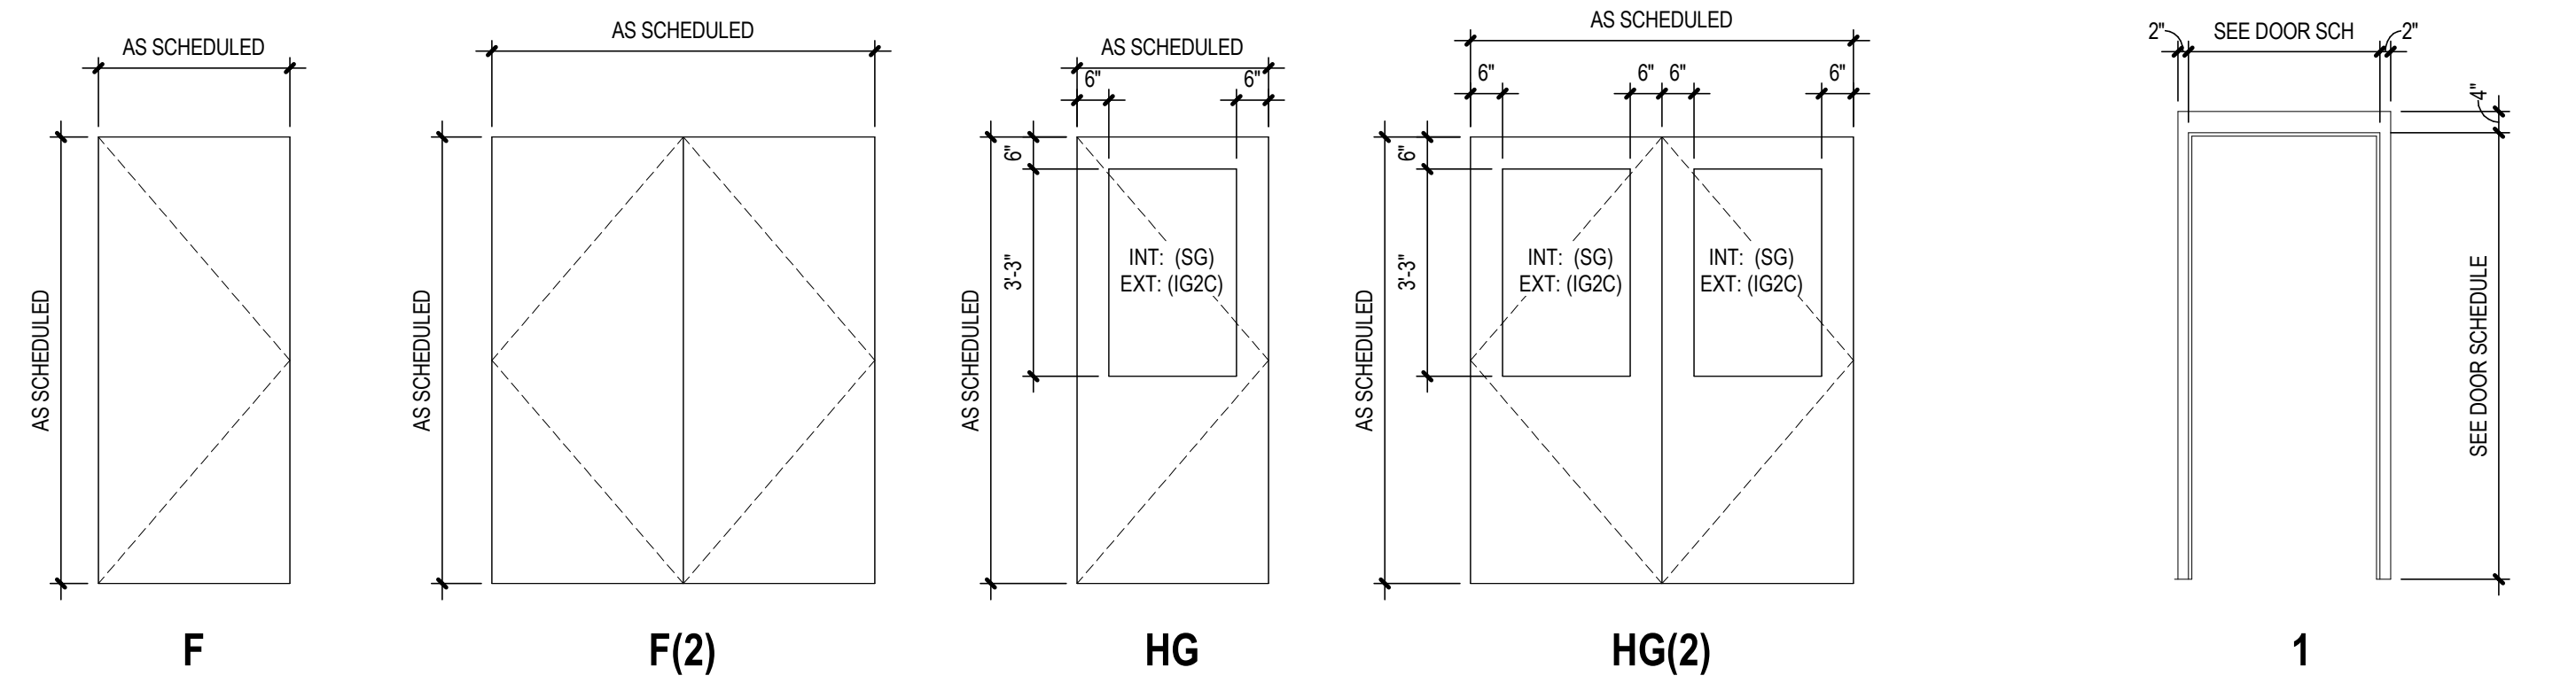 AS SCHEDULED
AS SCHEDULED
F
AS SCHEDULED
AS SCHEDULED
F(2)
AS SCHEDULED
6"
6"
6"
3'-3"
AS SCHEDULED
INT: (SG)
EXT: (IG2C)
HG
AS SCHEDULED
6"
6"
6"
6"
6"
3'-3"
AS SCHEDULED
INT: (SG)
EXT: (IG2C)
INT: (SG)
EXT: (IG2C)
HG(2)
2"
SEE DOOR SCH
2"
4"
SEE DOOR SCHEDULE
1